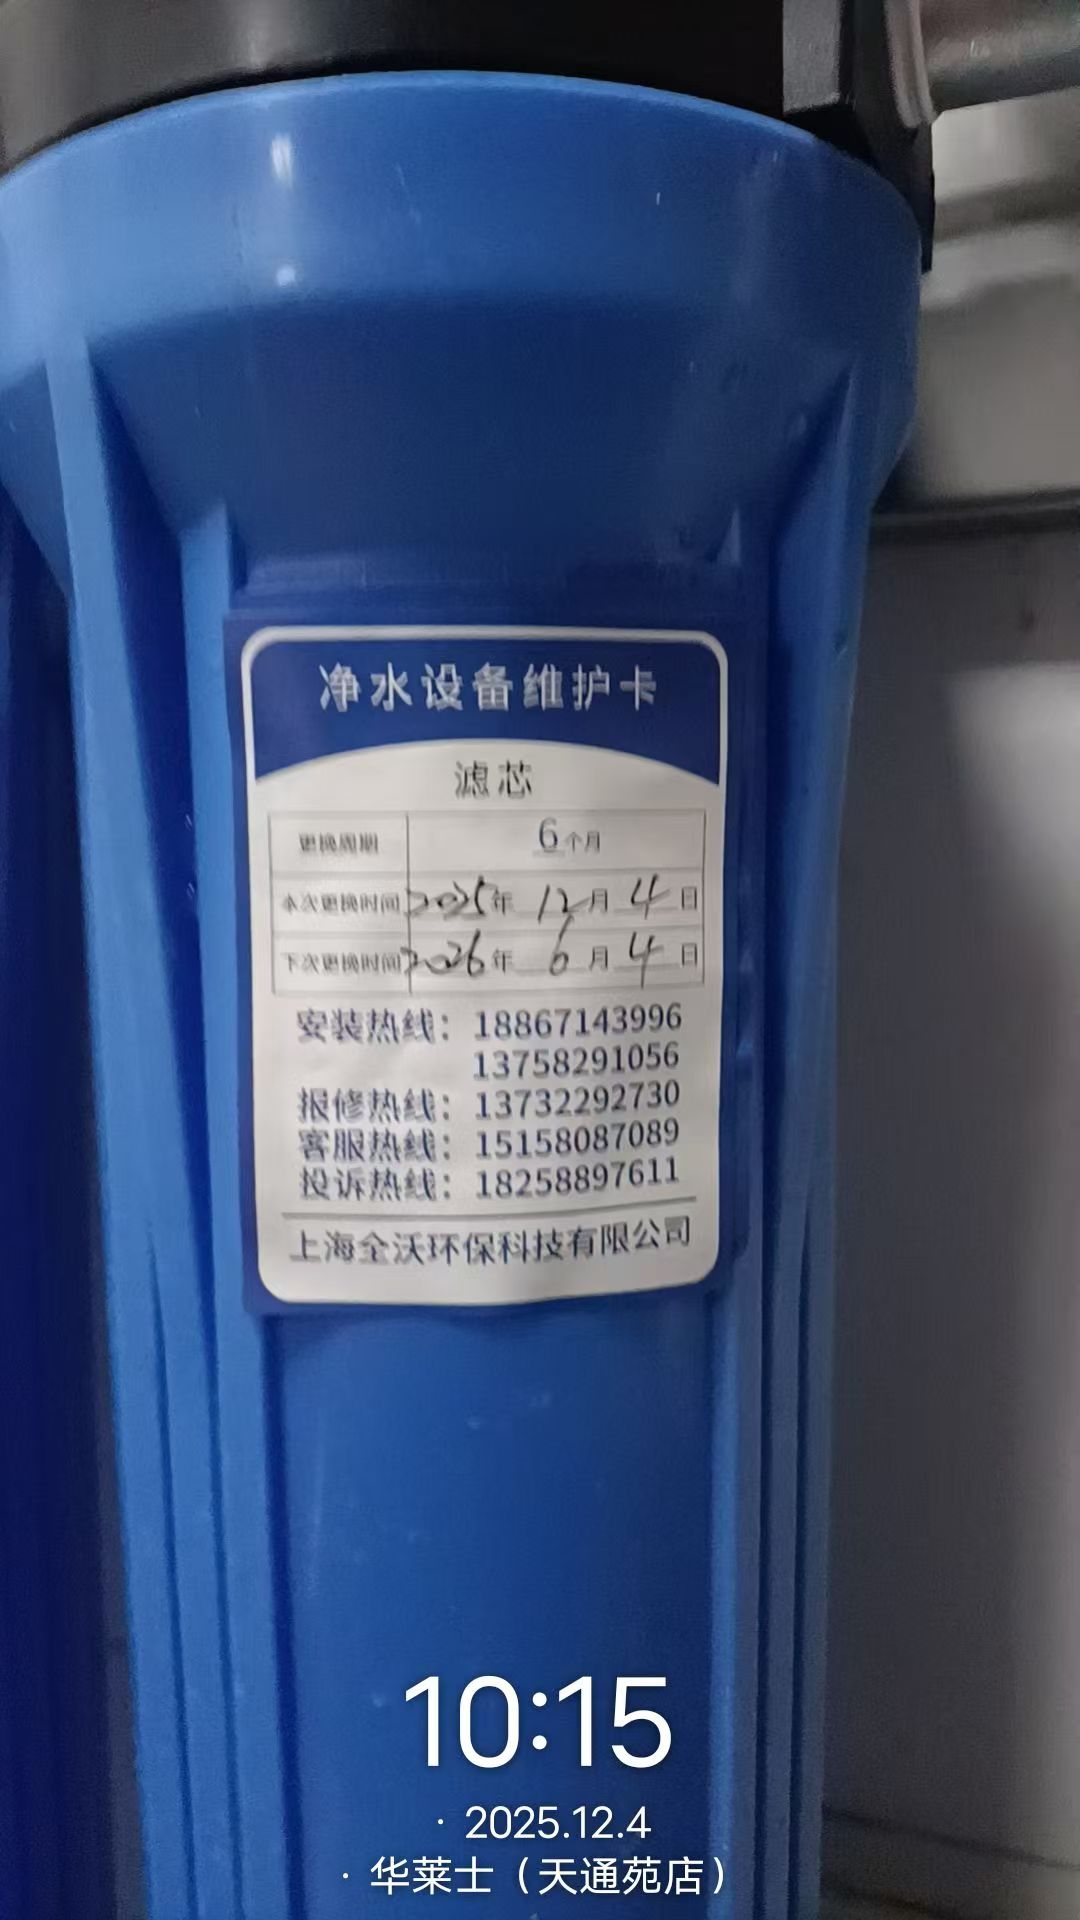 净水设备维护卡
滤芯
更换周期 6个月
本次更换时间 2025年 12月 4日
下次更换时间 2026年 6月 4日
安装热线：18867143996
13758291056
报修热线：13732292730
客服热线：15158087089
投诉热线：18258897611
上海全沃环保科技有限公司
10:15
· 2025.12.4
· 华莱士（天通苑店）